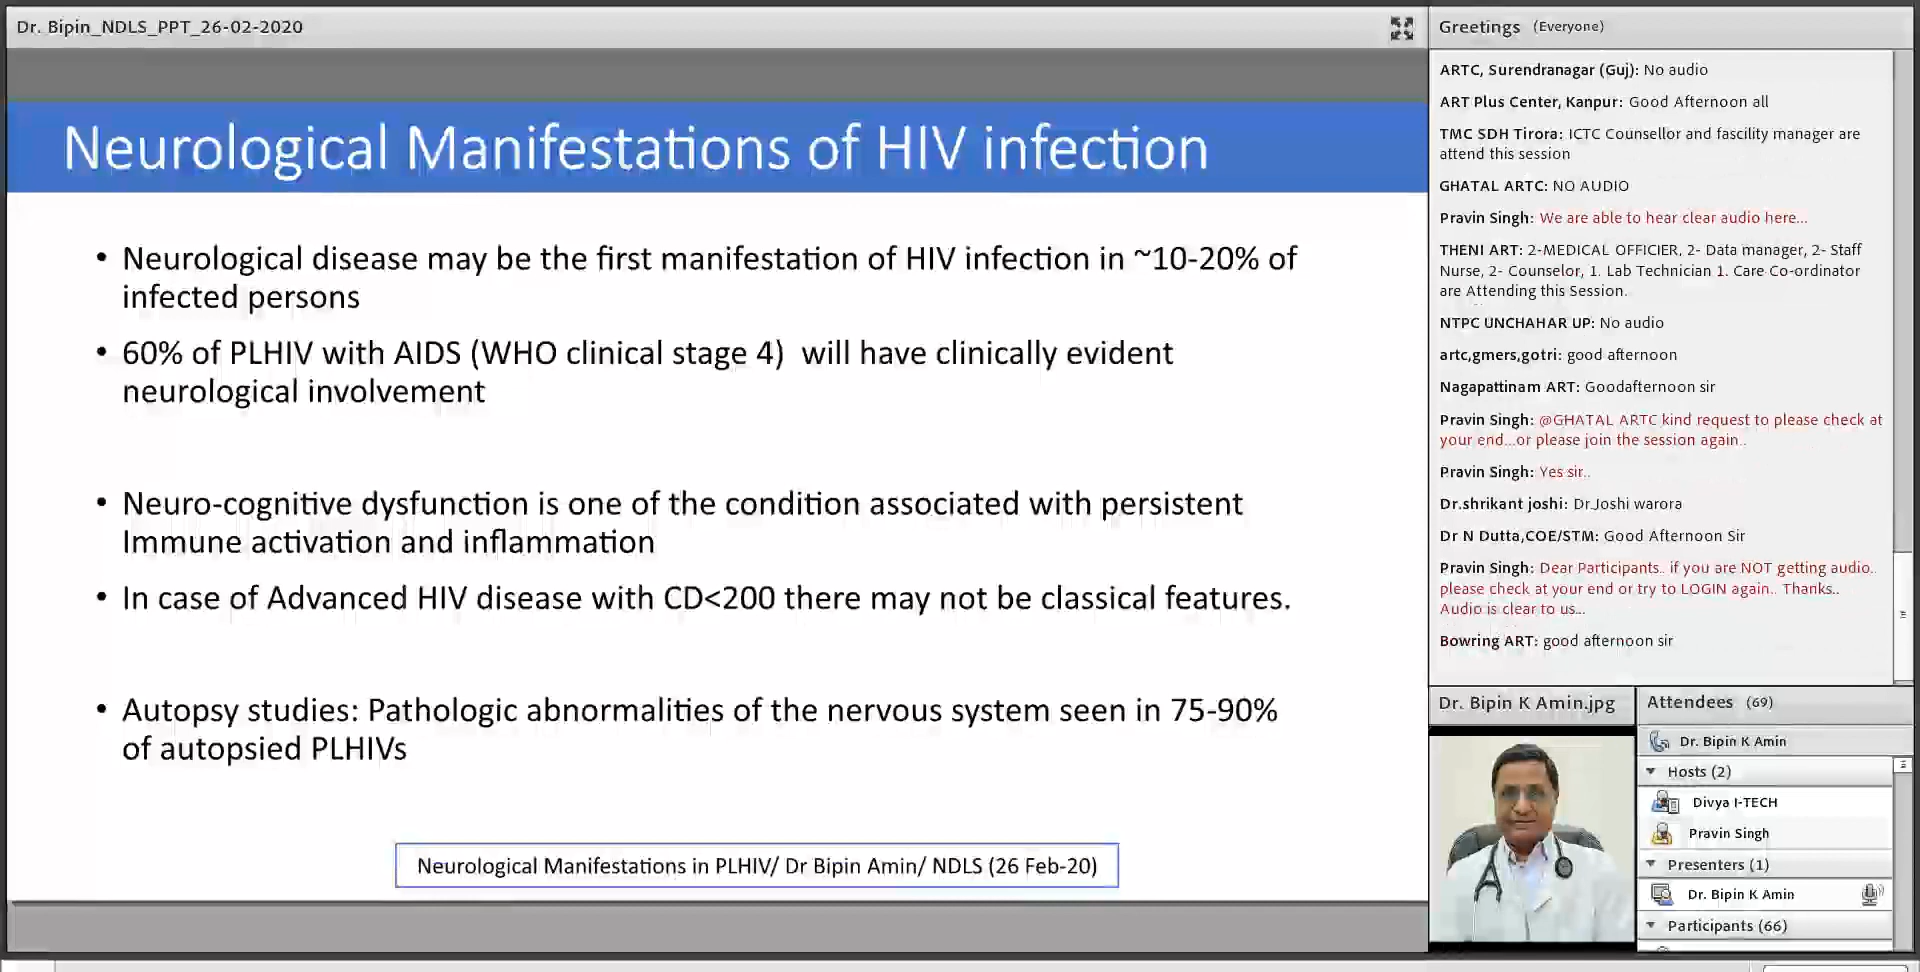 Dr. Bipin_NDLS_PPT_26-02-2020
Neurological Manifestations of HIV infection
• Neurological disease may be the first manifestation of HIV infection in ~10-20% of
infected persons
• 60% of PLHIV with AIDS (WHO clinical stage 4)  will have clinically evident
neurological involvement
• Neuro-cognitive dysfunction is one of the condition associated with persistent
Immune activation and inflammation
• In case of Advanced HIV disease with CD<200 there may not be classical features.
• Autopsy studies: Pathologic abnormalities of the nervous system seen in 75-90%
of autopsied PLHIVs
Neurological Manifestations in PLHIV/ Dr Bipin Amin/ NDLS (26 Feb-20)
Greetings (Everyone)
ARTC, Surendranagar (Guj): No audio
ART Plus Center, Kanpur: Good Afternoon all
TMC SDH Tirora: ICTC Counsellor and fascility manager are
attend this session
GHATAL ARTC: NO AUDIO
Pravin Singh: We are able to hear clear audio here...
THENI ART: 2-MEDICAL OFFICIER, 2- Data manager, 2- Staff
Nurse, 2- Counselor, 1. Lab Technician 1. Care Co-ordinator
are Attending this Session.
NTPC UNCHAHAR UP: No audio
artc,gmers,gotri: good afternoon
Nagapattinam ART: Goodafternoon sir
Pravin Singh: @GHATAL ARTC kind request to please check at
your end...or please join the session again..
Pravin Singh: Yes sir..
Dr.shrikant joshi: Dr.Joshi warora
Dr N Dutta,COE/STM: Good Afternoon Sir
Pravin Singh: Dear Participants.. if you are NOT getting audio..
please check at your end or try to LOGIN again.. Thanks..
Audio is clear to us...
Bowring ART: good afternoon sir
Dr. Bipin K Amin.jpg
Attendees (69)
Dr. Bipin K Amin
Hosts (2)
Divya I-TECH
Pravin Singh
Presenters (1)
Dr. Bipin K Amin
Participants (66)